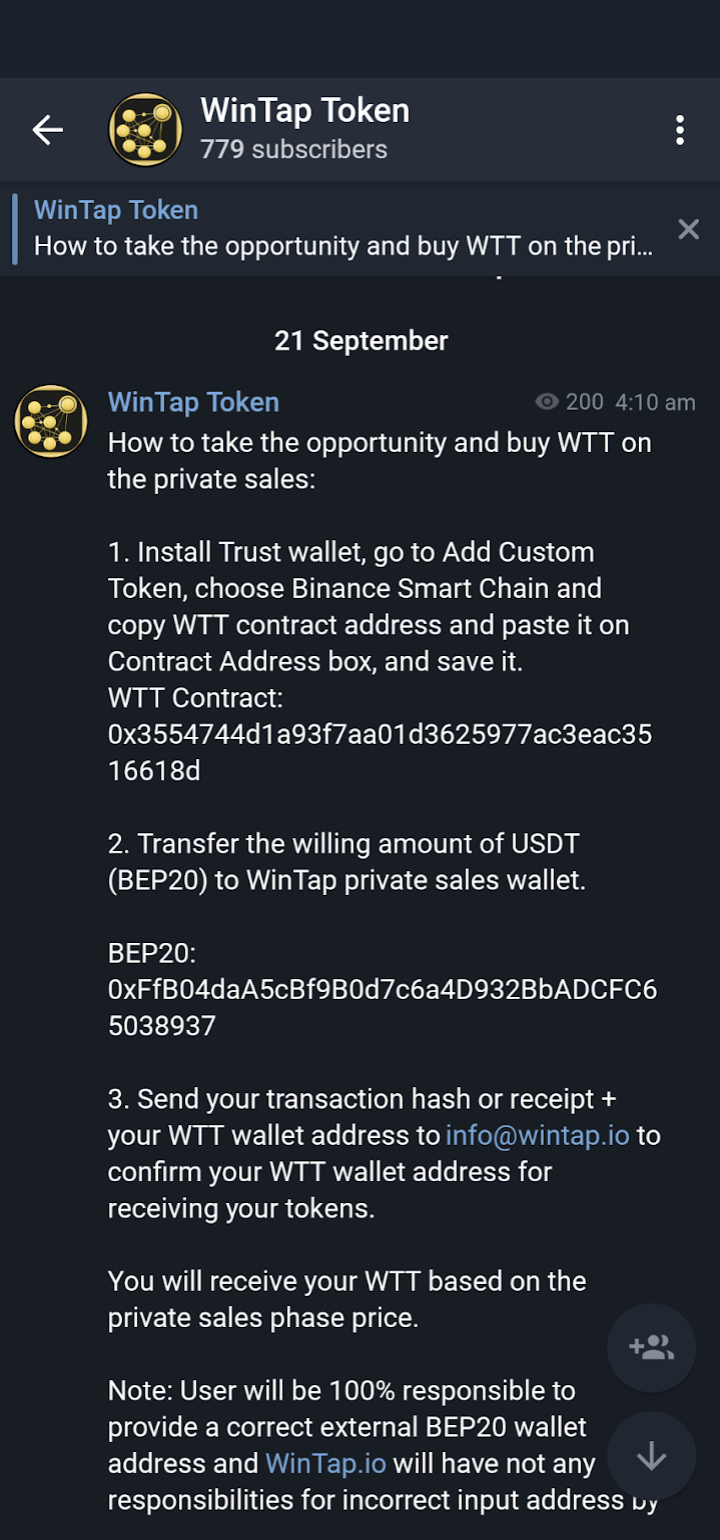 WinTap Token
779 subscribers
WinTap Token
How to take the opportunity and buy WTT on the pri...
21 September
WinTap Token 200 4:10 am
How to take the opportunity and buy WTT on
the private sales:
1. Install Trust wallet, go to Add Custom
Token, choose Binance Smart Chain and
copy WTT contract address and paste it on
Contract Address box, and save it.
WTT Contract:
0x3554744d1a93f7aa01d3625977ac3eac35
16618d
2. Transfer the willing amount of USDT
(BEP20) to WinTap private sales wallet.
BEP20:
0xFfB04daA5cBf9B0d7c6a4D932BbADCFC6
5038937
3. Send your transaction hash or receipt +
your WTT wallet address to info@wintap.io to
confirm your WTT wallet address for
receiving your tokens.
You will receive your WTT based on the
private sales phase price.
Note: User will be 100% responsible to
provide a correct external BEP20 wallet
address and WinTap.io will have not any
responsibilities for incorrect input address by